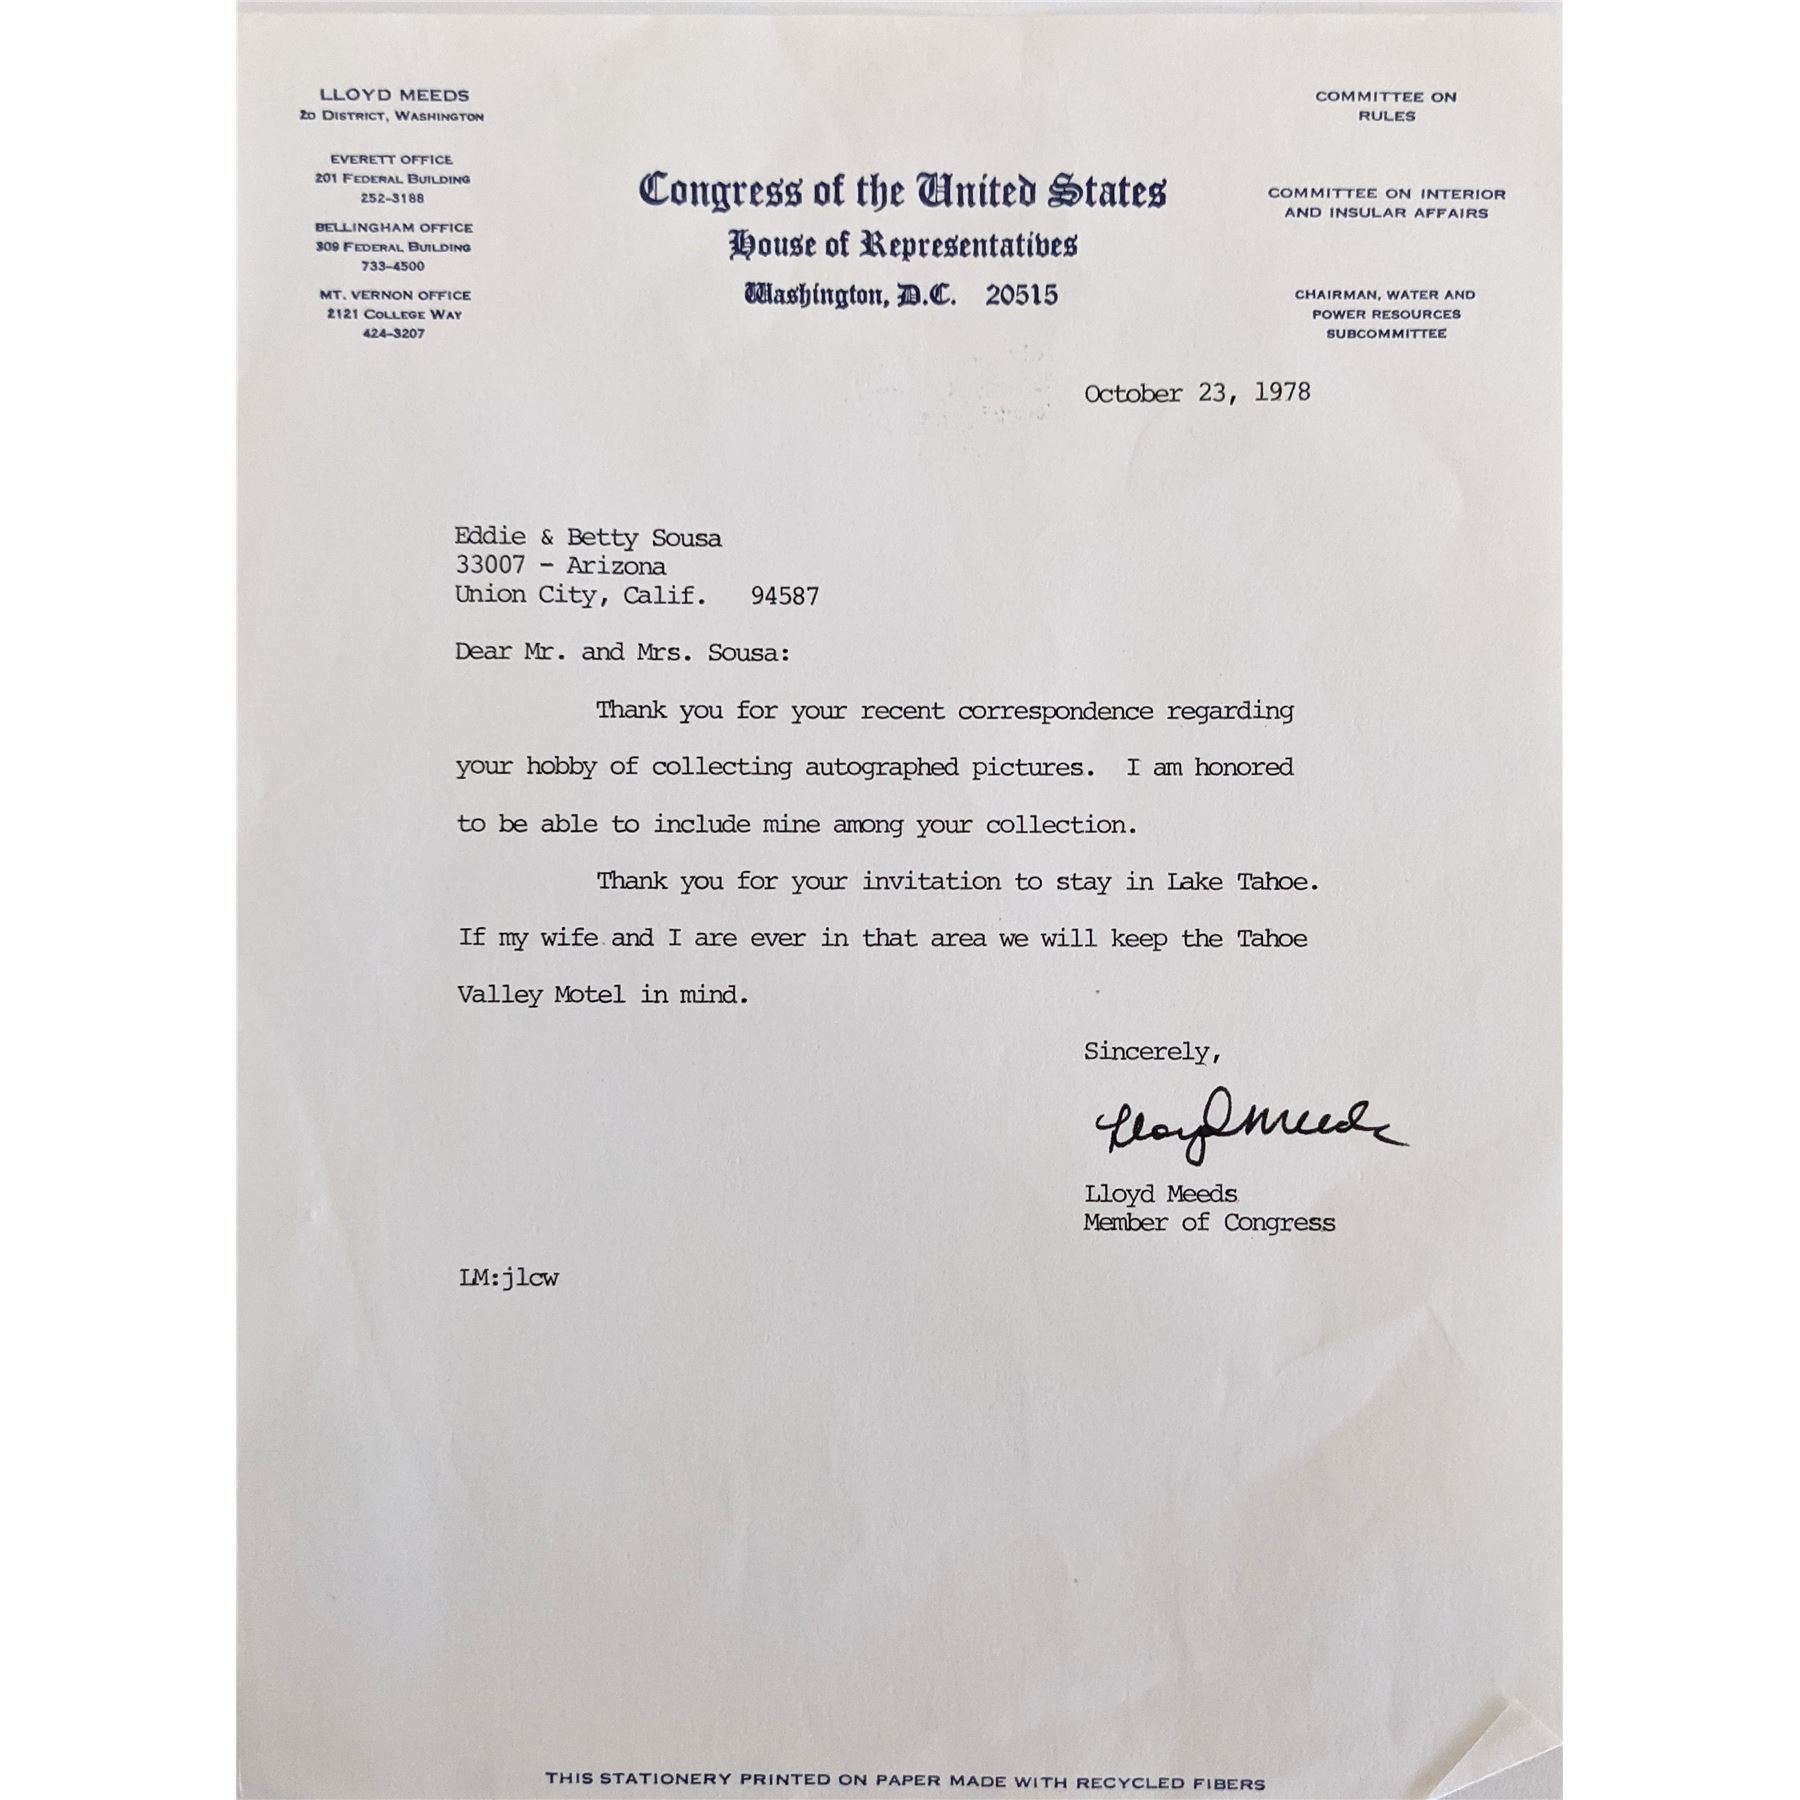 LLOYD MEEDS
2D DISTRICT, WASHINGTON
EVERETT OFFICE
201 FEDERAL BUILDING
252-3188
BELLINGHAM OFFICE
309 FEDERAL BUILDING
733-4500
MT. VERNON OFFICE
2121 COLLEGE WAY
424-3207
Congress of the United States
House of Representatives
Washington, D.C. 20515
COMMITTEE ON
RULES
COMMITTEE ON INTERIOR
AND INSULAR AFFAIRS
CHAIRMAN, WATER AND
POWER RESOURCES
SUBCOMMITTEE
October 23, 1978
Eddie & Betty Sousa
33007 - Arizona
Union City, Calif. 94587
Dear Mr. and Mrs. Sousa:
Thank you for your recent correspondence regarding
your hobby of collecting autographed pictures. I am honored
to be able to include mine among your collection.
Thank you for your invitation to stay in Lake Tahoe.
If my wife and I are ever in that area we will keep the Tahoe
Valley Motel in mind.
Sincerely,
Lloyd Meeds
Lloyd Meeds
Member of Congress
LM:jlcw
THIS STATIONERY PRINTED ON PAPER MADE WITH RECYCLED FIBERS